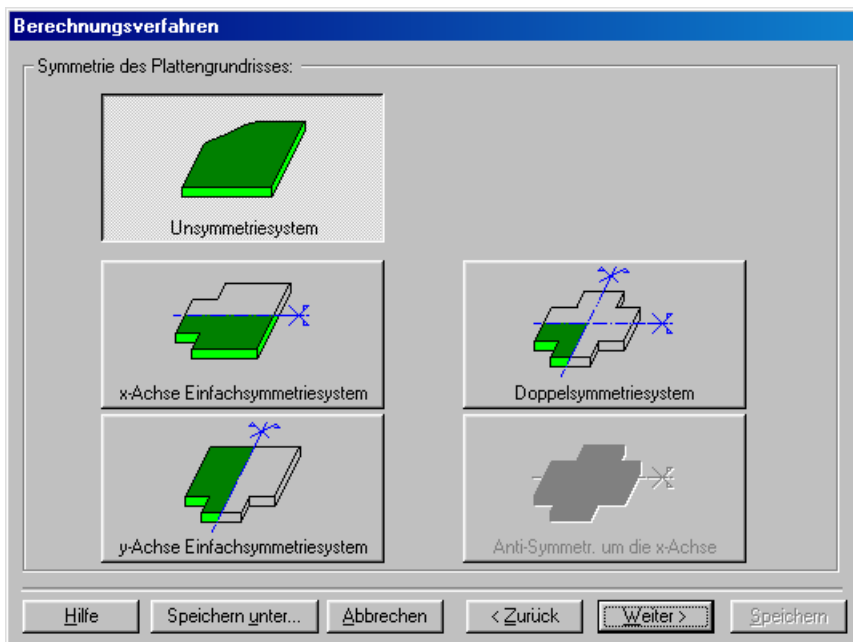 Berechnungsverfahren
Symmetrie des Plattengrundrisses:
Unsymmetriesystem
x-Achse Einfachsymmetriesystem
Doppelsymmetriesystem
y-Achse Einfachsymmetriesystem
Anti-Symmetr. um die x-Achse
Hilfe
Speichern unter...
Abbrechen
< Zurück
Weiter >
Speichern